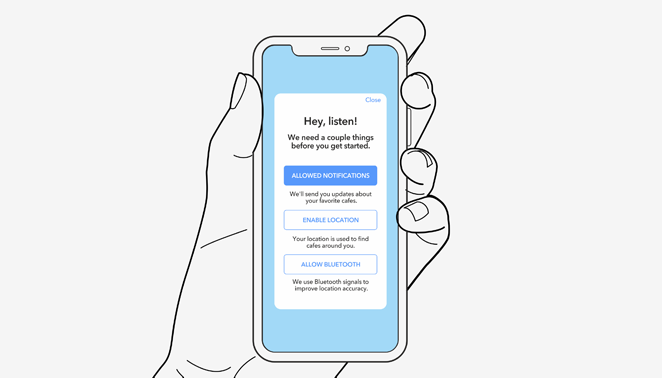 Close
Hey, listen!
We need a couple things
before you get started.
ALLOWED NOTIFICATIONS
We'll send you updates about
your favorite cafes.
ENABLE LOCATION
Your location is used to find
cafes around you.
ALLOW BLUETOOTH
We use Bluetooth signals to
improve location accuracy.